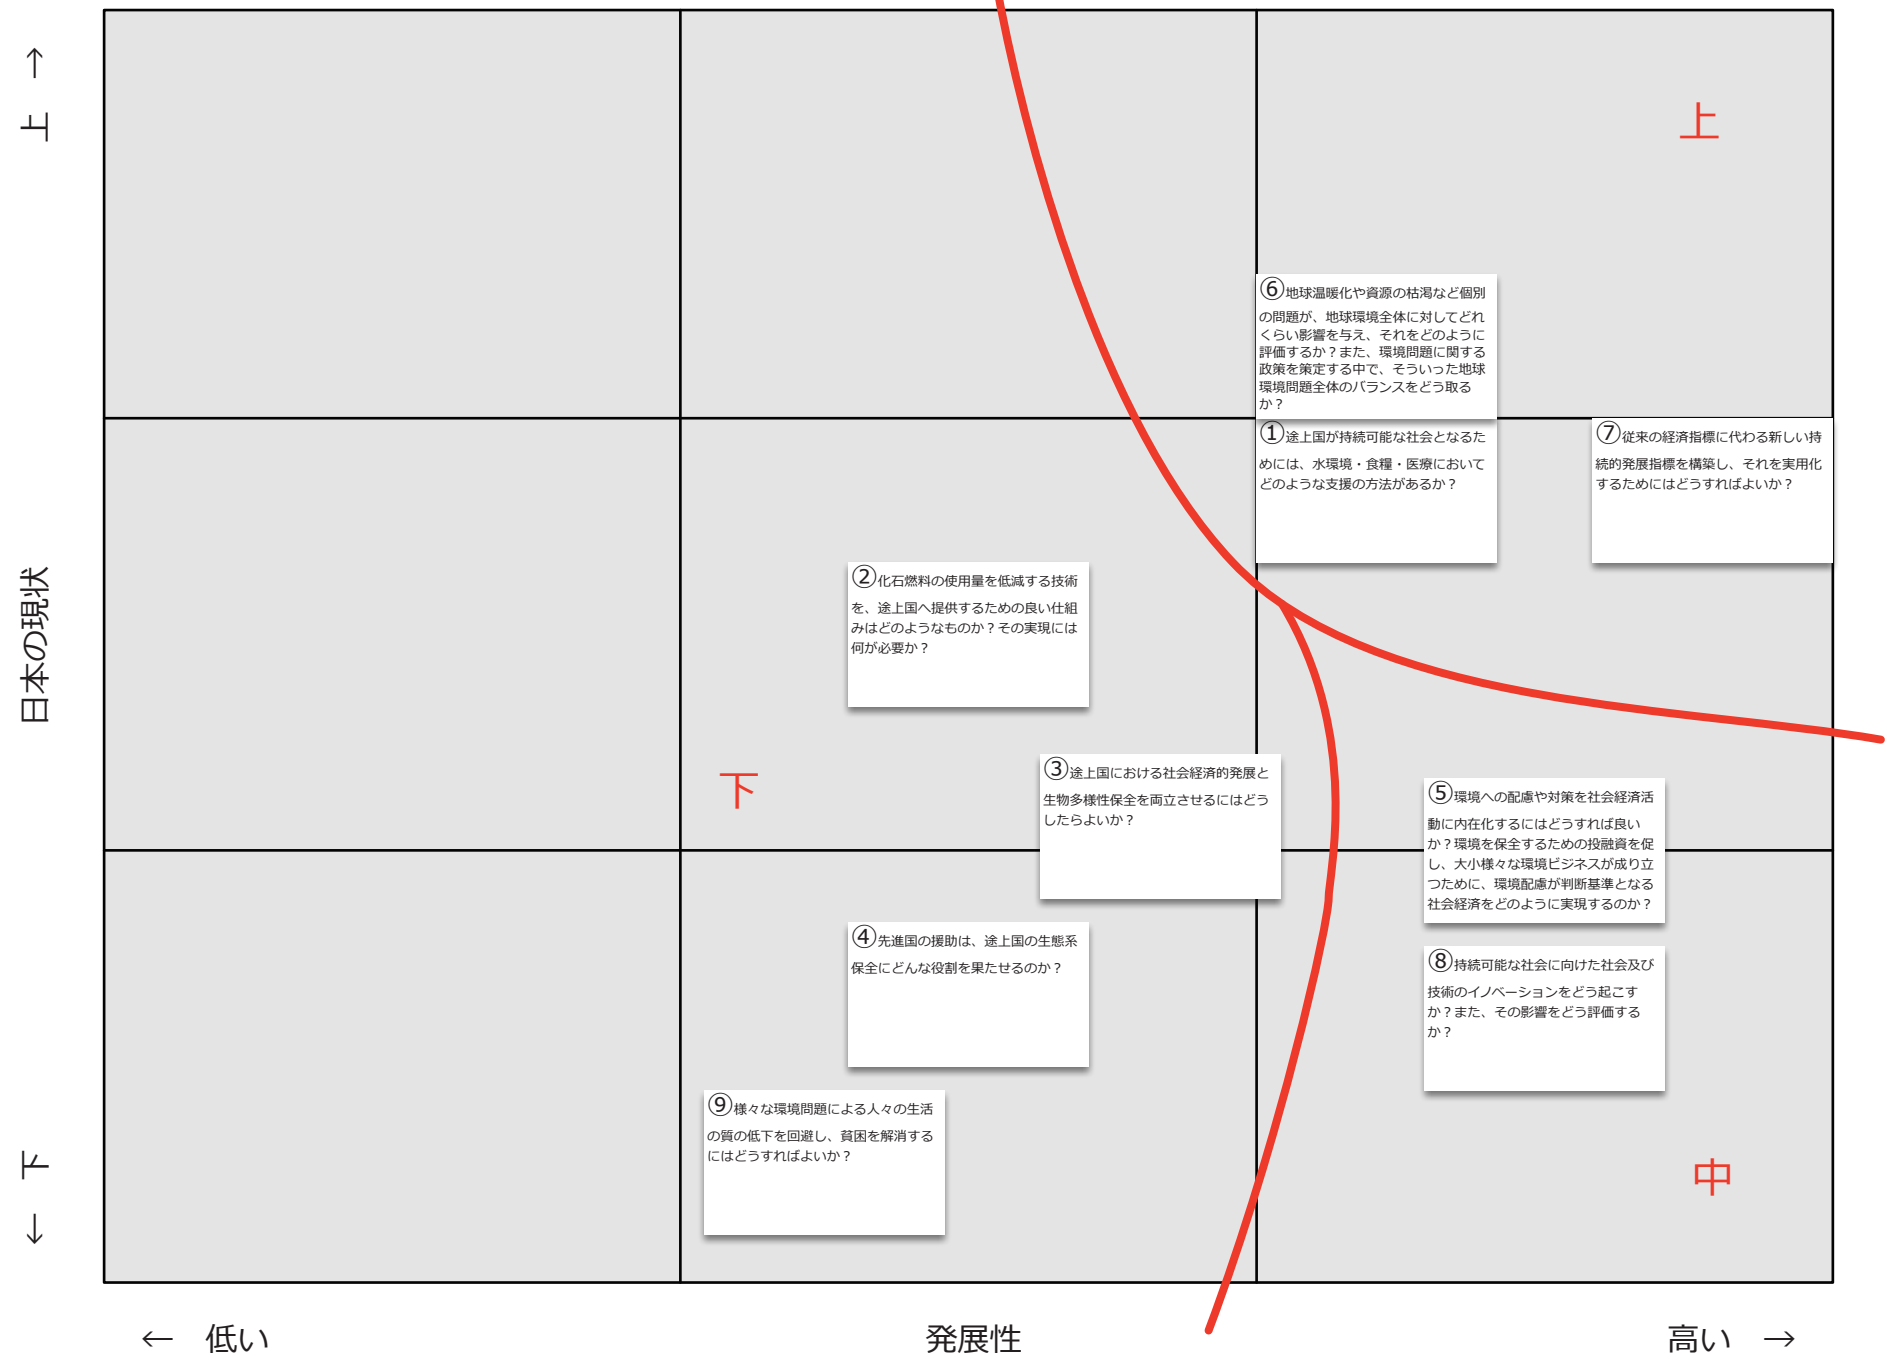 ↑
上
上
⑥地球温暖化や資源の枯渇など個別
の問題が、地球環境全体に対してどれ
くらい影響を与え、それをどのように
評価するか？また、環境問題に関する
政策を策定する中で、そういった地球
環境問題全体のバランスをどう取る
か？
①途上国が持続可能な社会となるた
めには、水環境・食糧・医療において
どのような支援の方法があるか？
⑦従来の経済指標に代わる新しい持
続的発展指標を構築し、それを実用化
するためにはどうすればよいか？
日本の現状
②化石燃料の使用量を低減する技術
を、途上国へ提供するための良い仕組
みはどのようなものか？その実現には
何が必要か？
下
③途上国における社会経済的発展と
生物多様性保全を両立させるにはどう
したらよいか？
⑤環境への配慮や対策を社会経済活
動に内在化するにはどうすれば良い
か？環境を保全するための投融資を促
し、大小様々な環境ビジネスが成り立
つために、環境配慮が判断基準となる
社会経済をどのように実現するのか？
④先進国の援助は、途上国の生態系
保全にどんな役割を果たせるのか？
⑧持続可能な社会に向けた社会及び
技術のイノベーションをどう起こす
か？また、その影響をどう評価する
か？
⑨様々な環境問題による人々の生活
の質の低下を回避し、貧困を解消する
にはどうすればよいか？
中
下
↓
← 低い
発展性
高い →